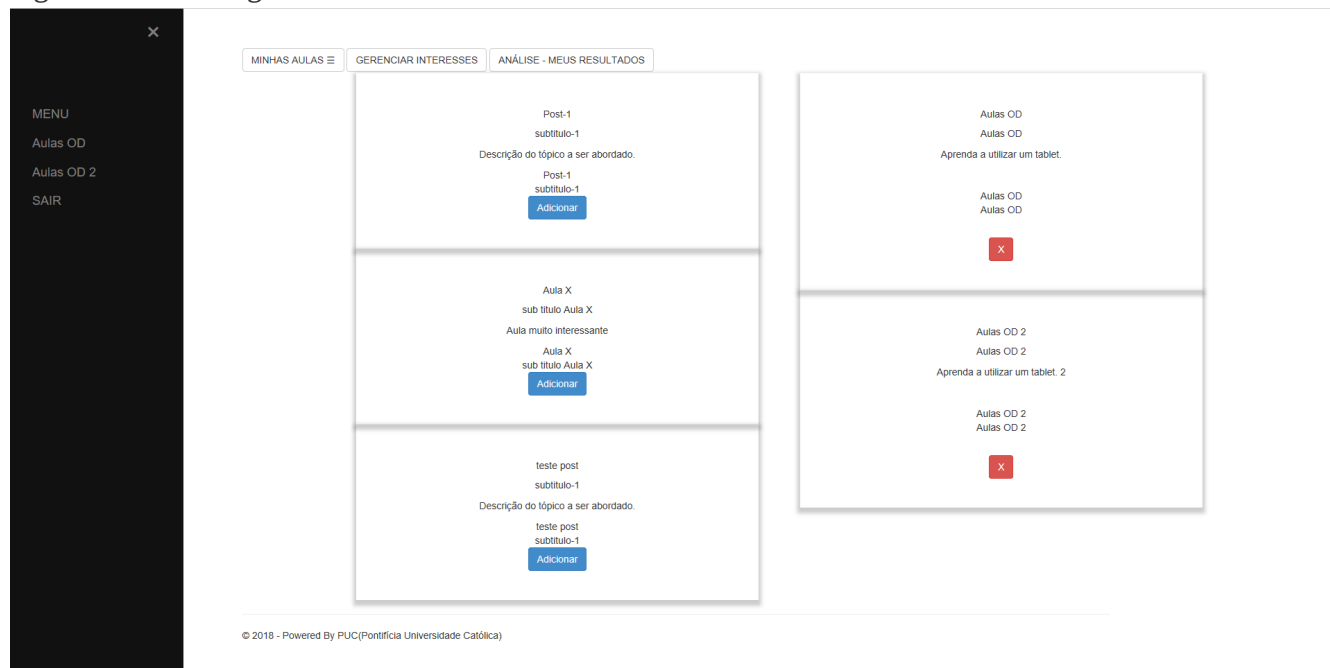 ×
MENU
Aulas OD
Aulas OD 2
SAIR
MINHAS AULAS ☰
GERENCIAR INTERESSES
ANÁLISE - MEUS RESULTADOS
Post-1
subtitulo-1
Descrição do tópico a ser abordado.
Post-1
subtitulo-1
Adicionar
Aula X
sub titulo Aula X
Aula muito interessante
Aula X
sub titulo Aula X
Adicionar
teste post
subtitulo-1
Descrição do tópico a ser abordado.
teste post
subtitulo-1
Adicionar
Aulas OD
Aulas OD
Aprenda a utilizar um tablet.
Aulas OD
Aulas OD
X
Aulas OD 2
Aulas OD 2
Aprenda a utilizar um tablet. 2
Aulas OD 2
Aulas OD 2
X
© 2018 - Powered By PUC(Pontifícia Universidade Católica)